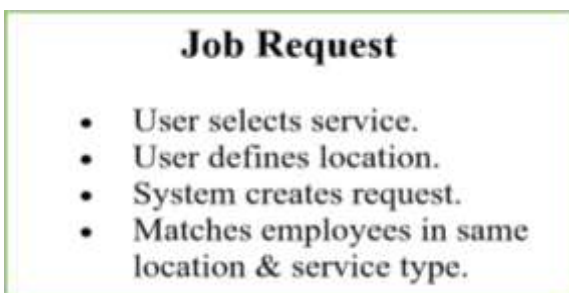 Job Request
• User selects service.
• User defines location.
• System creates request.
• Matches employees in same
location & service type.